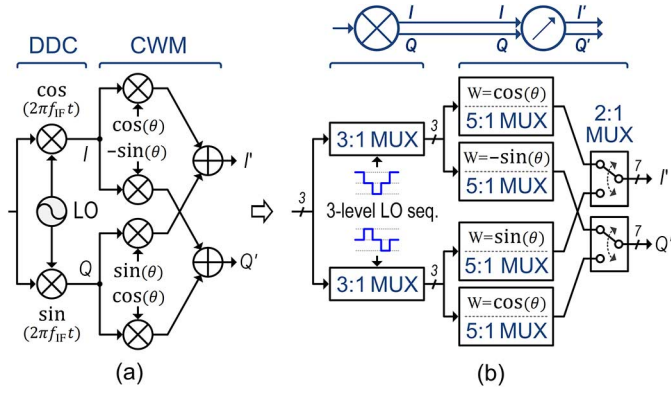 DDC
CWM
cos
(2πf_IF t)
cos(θ)
−sin(θ)
I
I'
LO
Q
sin(θ)
cos(θ)
Q'
sin
(2πf_IF t)
(a)
I
I
I'
Q
Q
Q'
W=cos(θ)
5:1 MUX
2:1
MUX
3:1 MUX
3
W=−sin(θ)
5:1 MUX
7
I'
3
3-level LO seq.
W=sin(θ)
5:1 MUX
7
Q'
3:1 MUX
3
W=cos(θ)
5:1 MUX
(b)